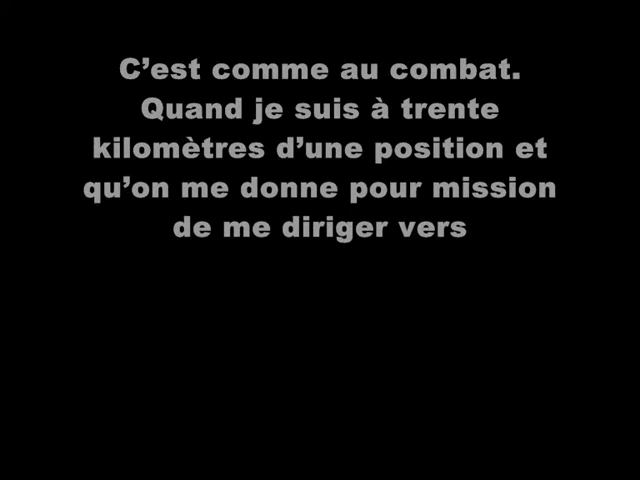 C’est comme au combat.
Quand je suis à trente
kilomètres d’une position et
qu’on me donne pour mission
de me diriger vers